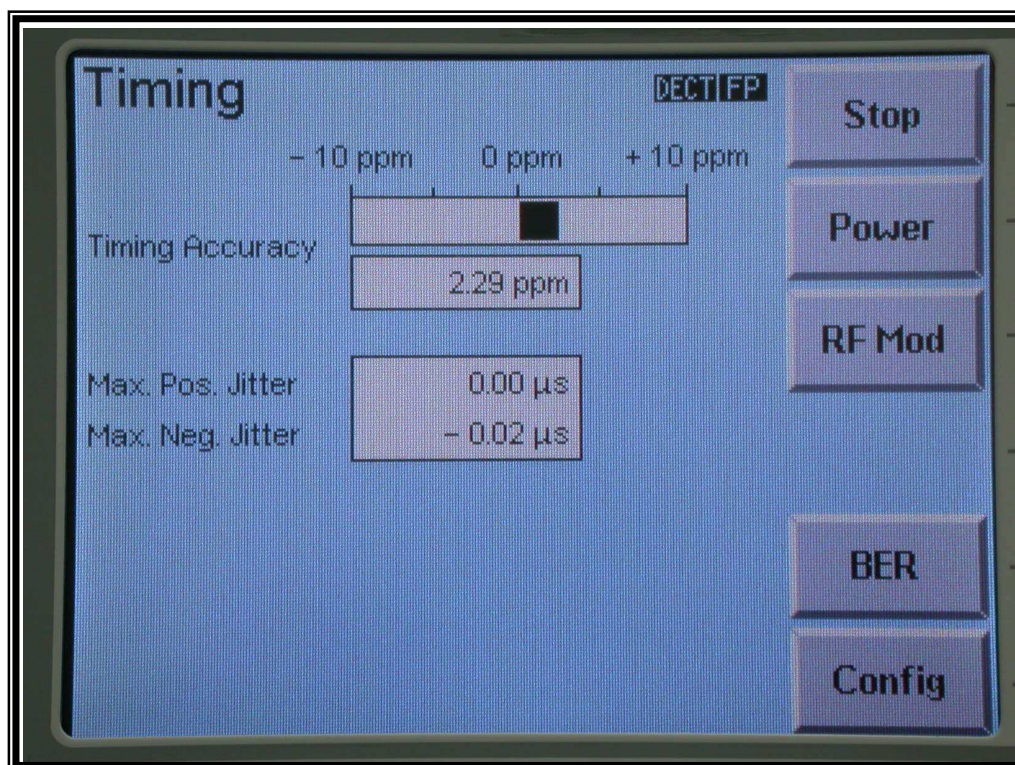 Timing
DECT FP
– 10 ppm 0 ppm + 10 ppm
Timing Accuracy
2.29 ppm
Max. Pos. Jitter 0.00 µs
Max. Neg. Jitter – 0.02 µs
Stop
Power
RF Mod
BER
Config